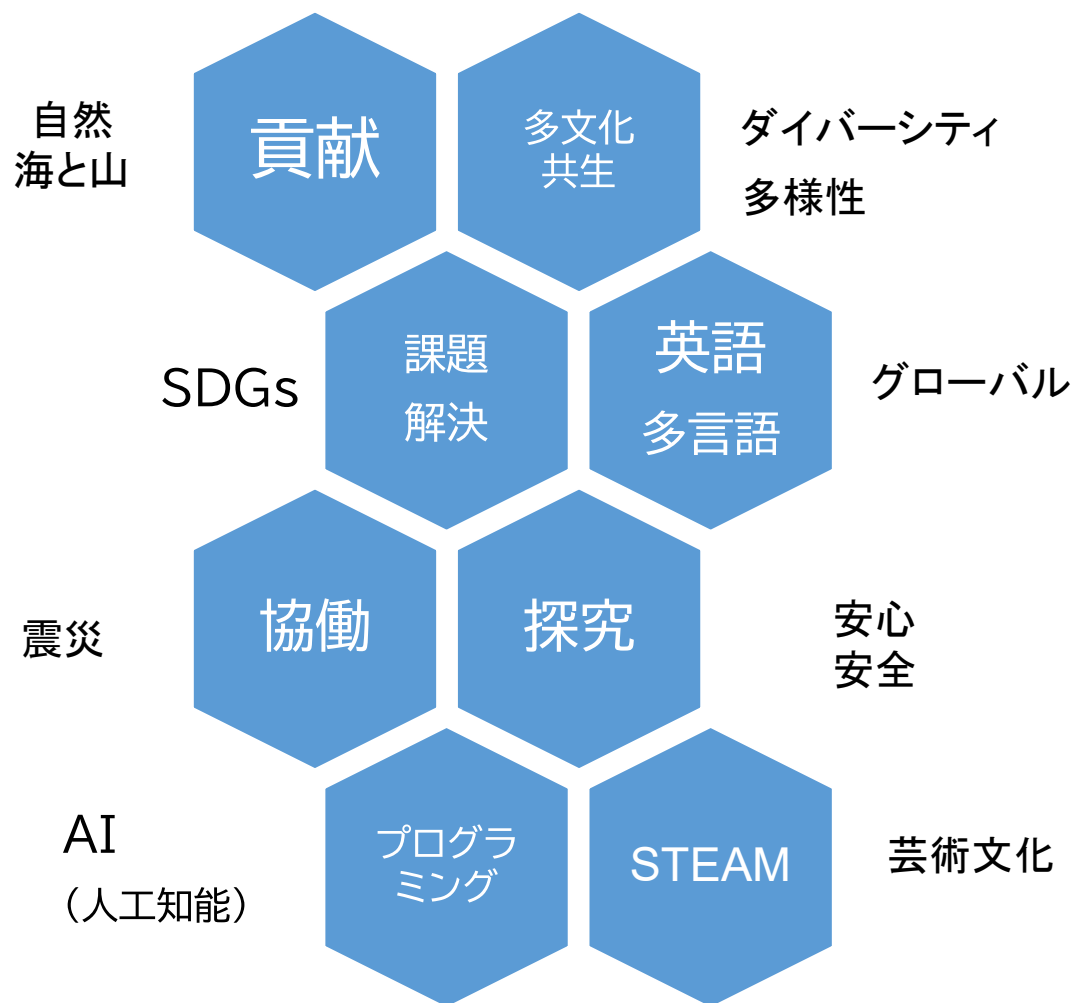 自然
海と山
貢献
多文化
共生
ダイバーシティ
多様性
SDGs
課題
解決
英語
多言語
グローバル
震災
協働
探究
安心
安全
AI
（人工知能）
プログラ
ミング
STEAM
芸術文化